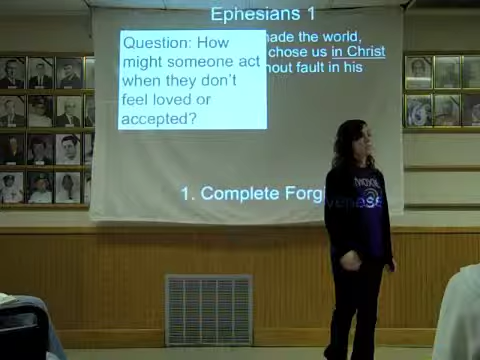 Ephesians 1
Question: How
might someone act
when they don't
feel loved or
accepted?
made the world,
chose us in Christ
hout fault in his
1. Complete Forgiveness